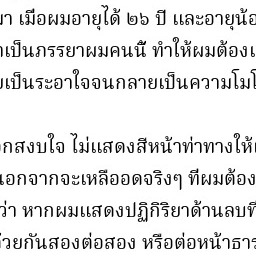 มา เมื่อผมอายุได้ ๒๖ ปี และอายุน้อ
าเป็นภรรยาผมคนนี้ ทำให้ผมต้องเ
ยเป็นระอาใจจนกลายเป็นความโมโ
กสงบใจ ไม่แสดงสีหน้าท่าทางให้เ
นอกจากจะเหลืออดจริงๆ ที่ผมต้อง
ว่า หากผมแสดงปฏิกิริยาด้านลบที่
ด้วยกันสองต่อสอง หรือต่อหน้าธาร